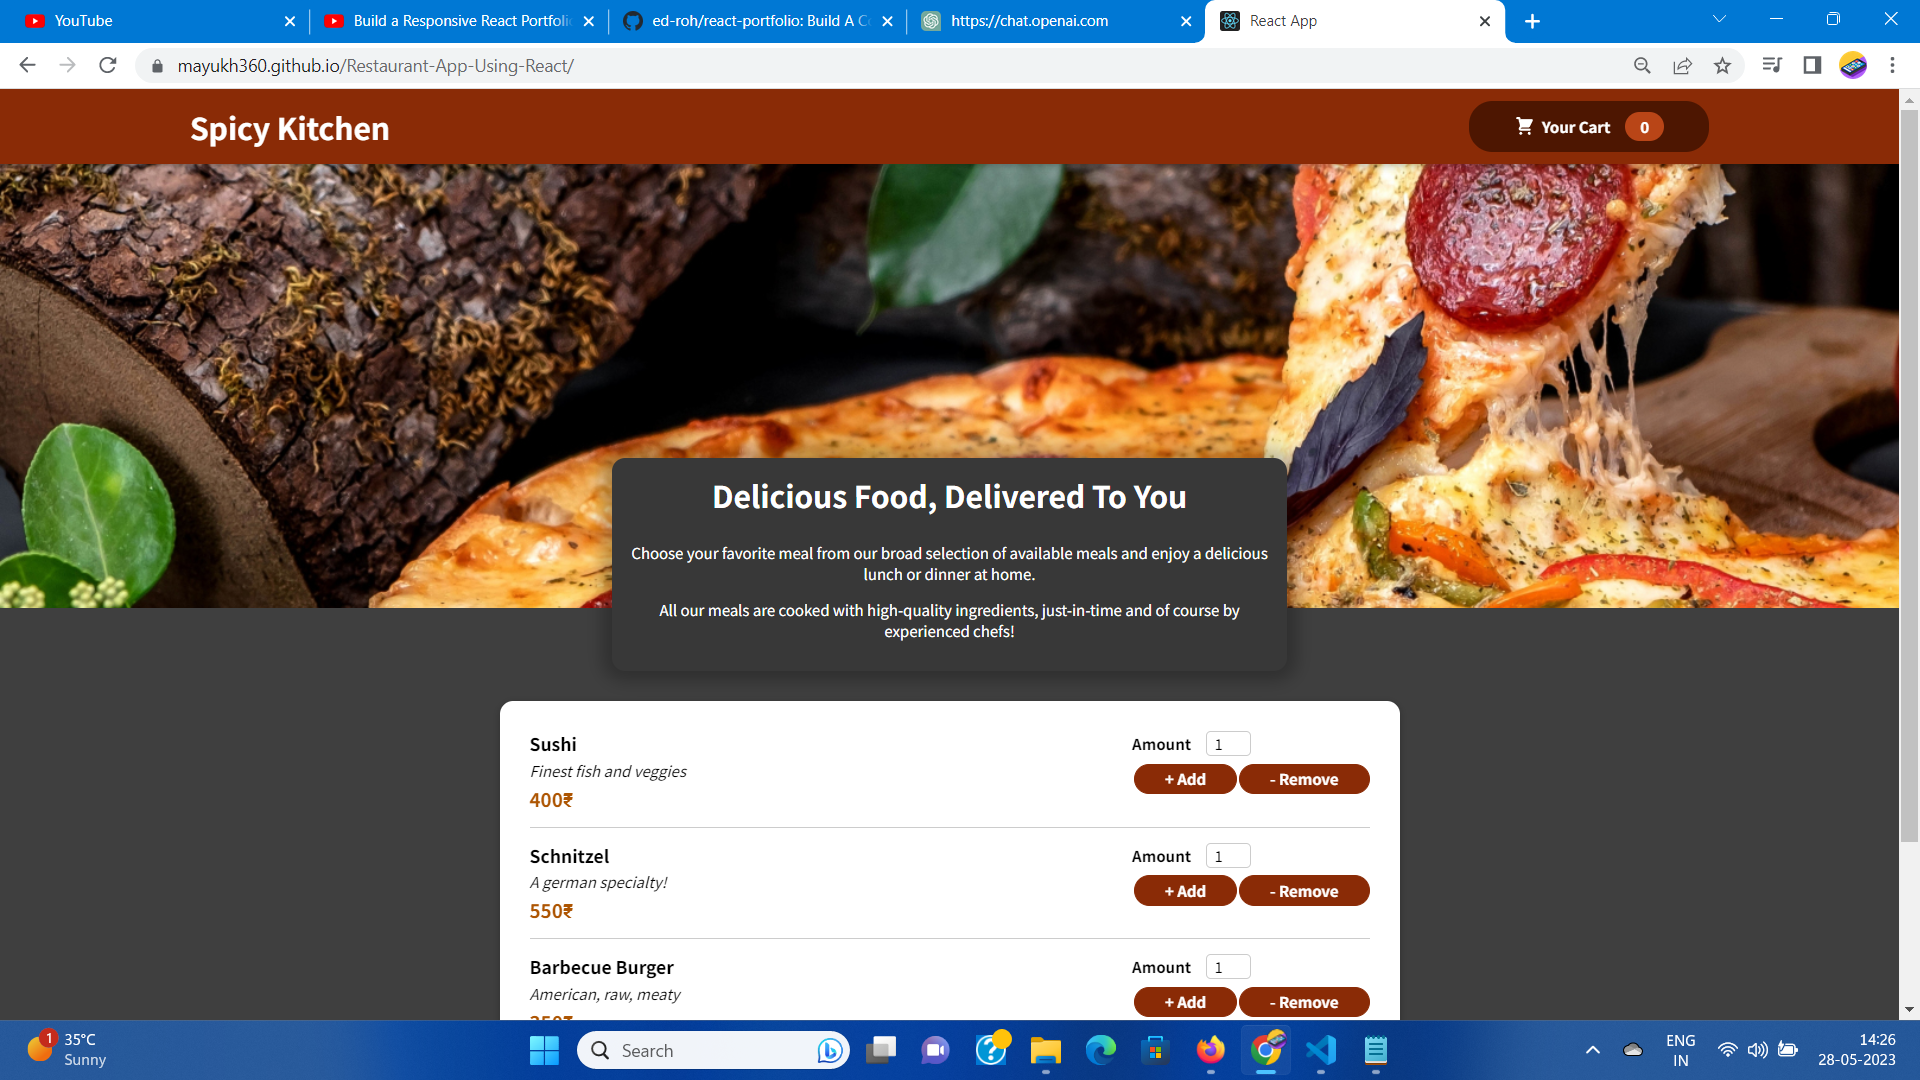 YouTube
Build a Responsive React Portfolio
ed-roh/react-portfolio: Build A Co
https://chat.openai.com
React App
mayukh360.github.io/Restaurant-App-Using-React/
Spicy Kitchen
Your Cart 0
Delicious Food, Delivered To You
Choose your favorite meal from our broad selection of available meals and enjoy a delicious
lunch or dinner at home.
All our meals are cooked with high-quality ingredients, just-in-time and of course by
experienced chefs!
Sushi
Finest fish and veggies
400₹
Amount 1
+ Add - Remove
Schnitzel
A german specialty!
550₹
Amount 1
+ Add - Remove
Barbecue Burger
American, raw, meaty
Amount 1
+ Add - Remove
1
35°C
Sunny
Search
ENG
IN
14:26
28-05-2023